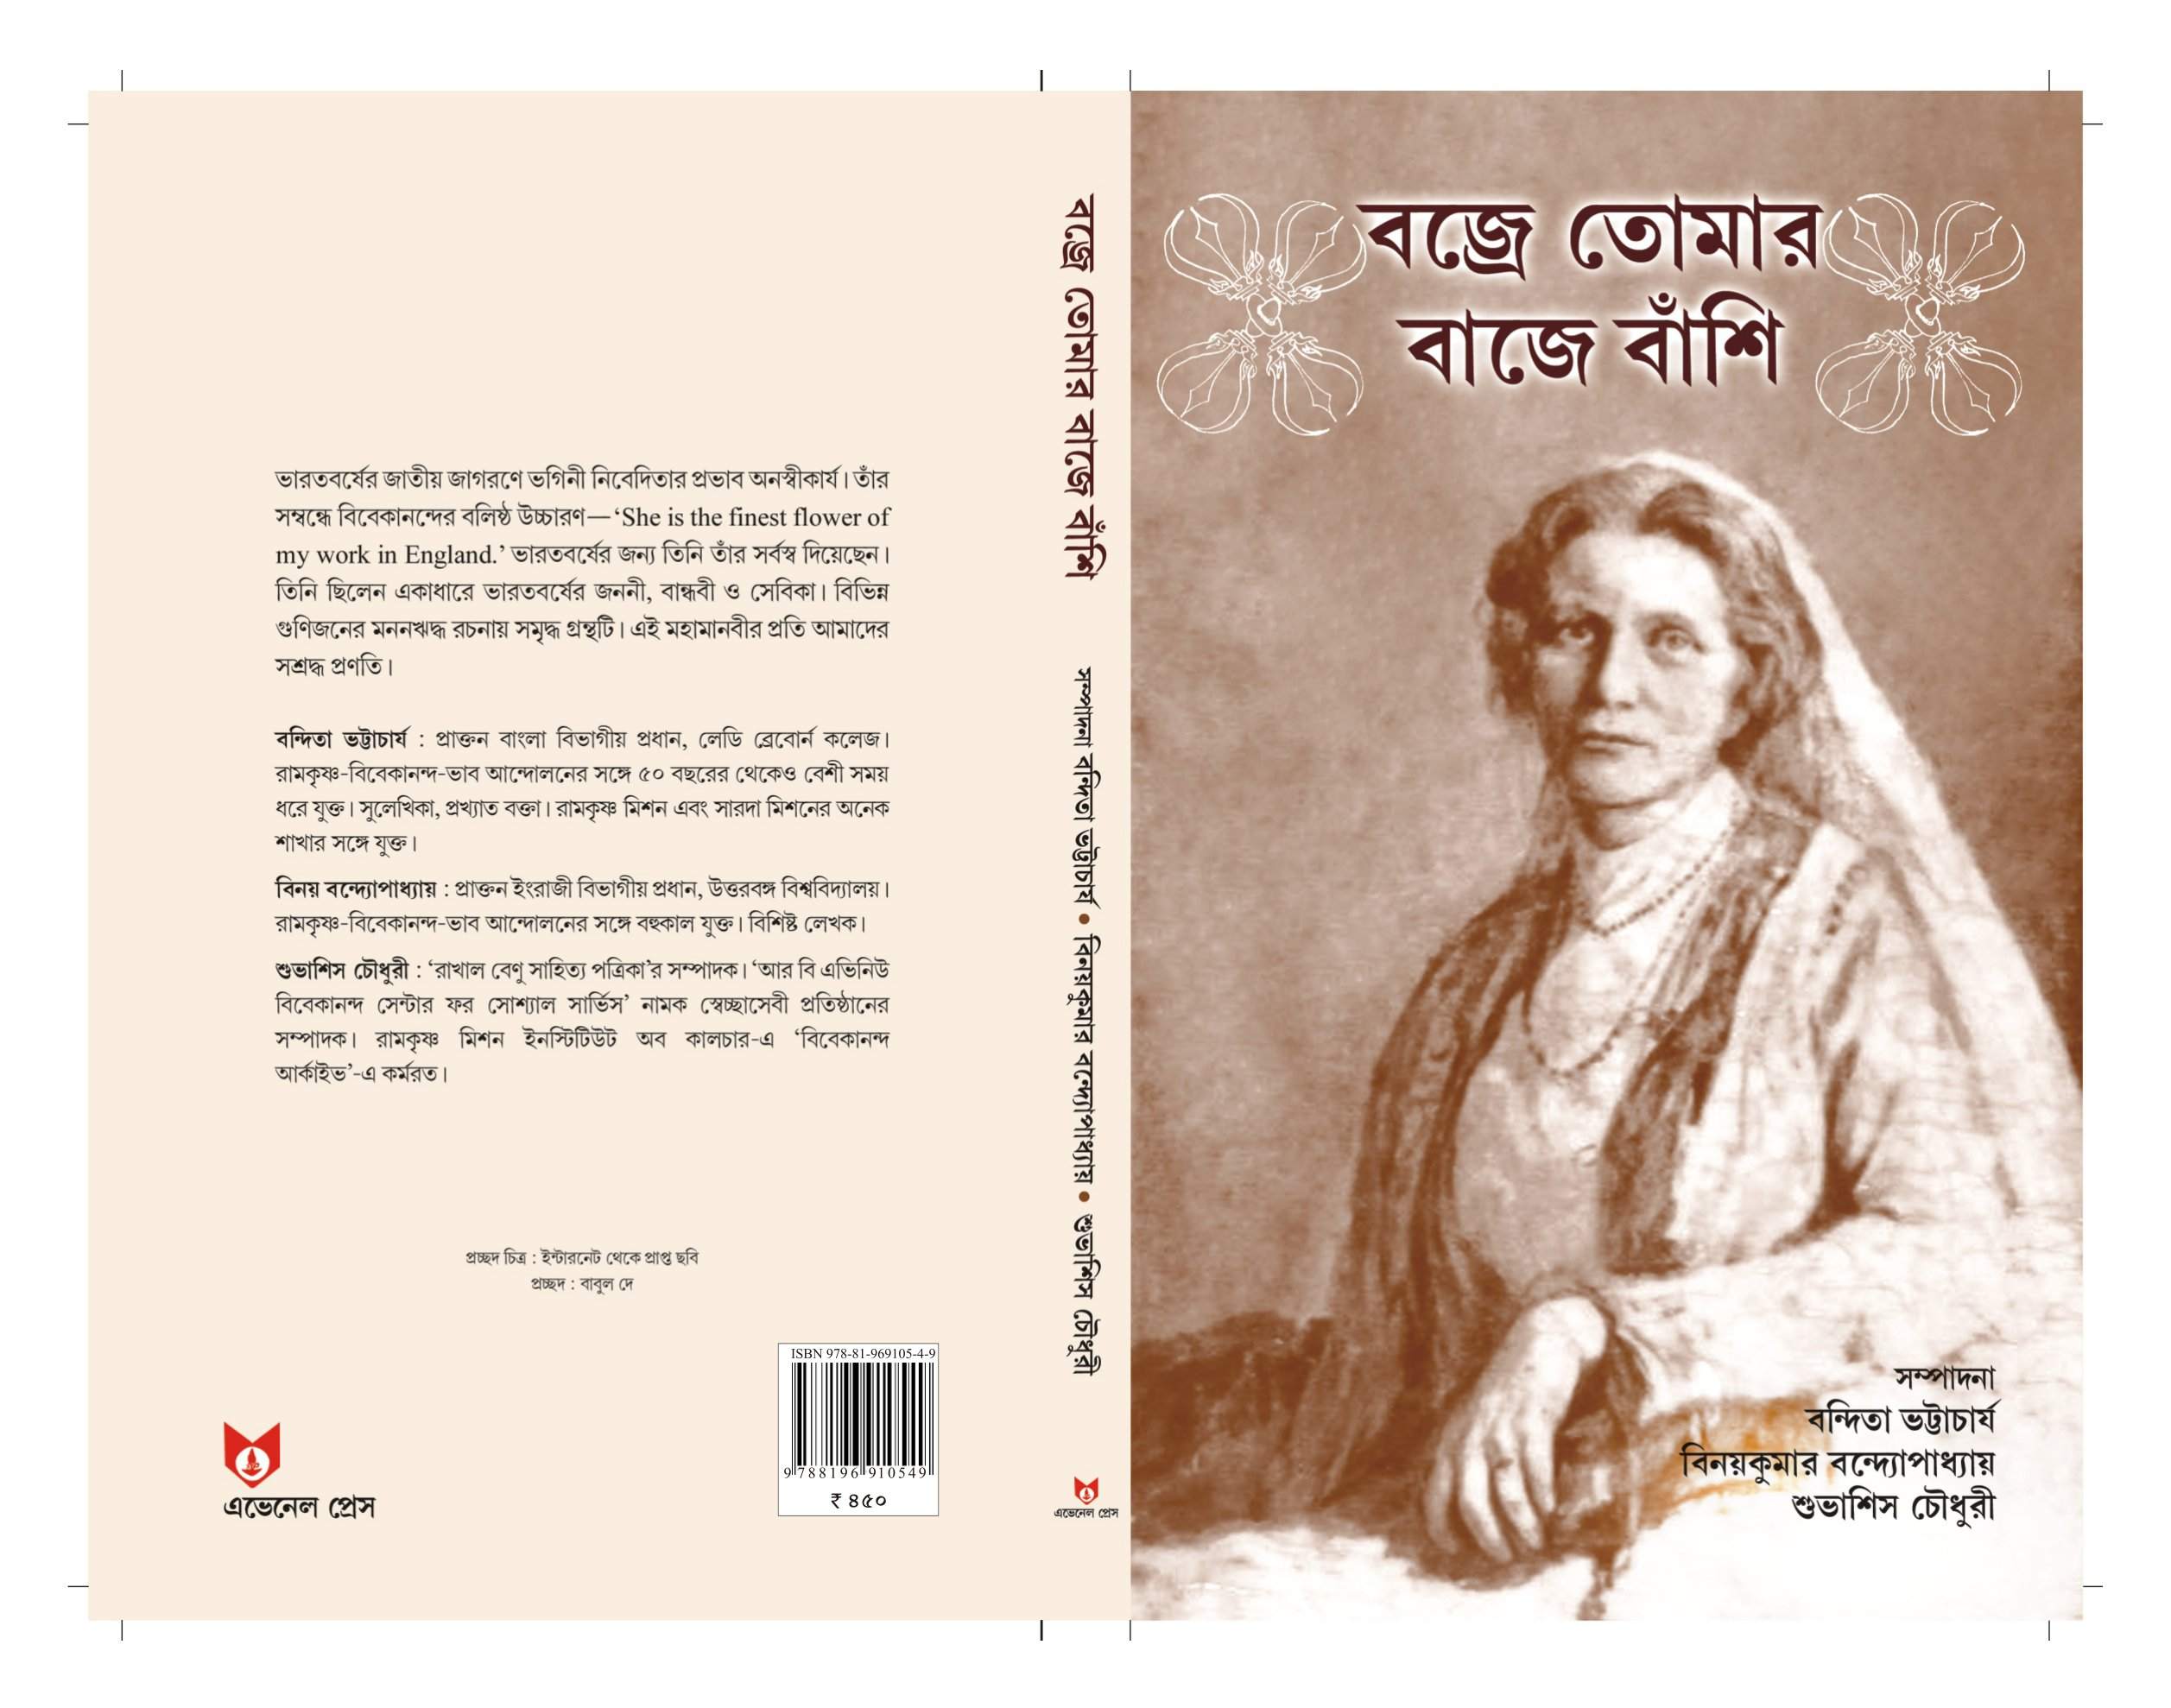 ভারতবর্ষের জাতীয় জাগরণে ভগিনী নিবেদিতার প্রভাব অনস্বীকার্য। তাঁর
সম্বন্ধে বিবেকানন্দের বলিষ্ঠ উচ্চারণ—‘She is the finest flower of
my work in England.’ ভারতবর্ষের জন্য তিনি তাঁর সর্বস্ব দিয়েছেন।
তিনি ছিলেন একাধারে ভারতবর্ষের জননী, বান্ধবী ও সেবিকা। বিভিন্ন
গুণিজনের মননঋদ্ধ রচনায় সমৃদ্ধ গ্রন্থটি। এই মহামানবীর প্রতি আমাদের
সশ্রদ্ধ প্রণতি।
বন্দিতা ভট্টাচার্য : প্রাক্তন বাংলা বিভাগীয় প্রধান, লেডি ব্রেবোর্ন কলেজ।
রামকৃষ্ণ-বিবেকানন্দ-ভাব আন্দোলনের সঙ্গে ৫০ বছরের থেকেও বেশী সময়
ধরে যুক্ত। সুলেখিকা, প্রখ্যাত বক্তা। রামকৃষ্ণ মিশন এবং সারদা মিশনের অনেক
শাখার সঙ্গে যুক্ত।
বিনয় বন্দ্যোপাধ্যায় : প্রাক্তন ইংরাজী বিভাগীয় প্রধান, উত্তরবঙ্গ বিশ্ববিদ্যালয়।
রামকৃষ্ণ-বিবেকানন্দ-ভাব আন্দোলনের সঙ্গে বহুকাল যুক্ত। বিশিষ্ট লেখক।
শুভাশিস চৌধুরী : ‘রাখাল বেণু সাহিত্য পত্রিকা’র সম্পাদক। ‘আর বি এভিনিউ
বিবেকানন্দ সেন্টার ফর সোশ্যাল সার্ভিস’ নামক স্বেচ্ছাসেবী প্রতিষ্ঠানের
সম্পাদক। রামকৃষ্ণ মিশন ইনস্টিটিউট অব কালচার-এ ‘বিবেকানন্দ
আর্কাইভ’-এ কর্মরত।
প্রচ্ছদ চিত্র : ইন্টারনেট থেকে প্রাপ্ত ছবি
প্রচ্ছদ : বাবুল দে
ISBN 978-81-969105-4-9
9 788196 910549
₹ ৪৫০
এভেনেল প্রেস
বজ্রে তোমার বাজে বাঁশি
সম্পাদনা বন্দিতা ভট্টাচার্য • বিনয়কুমার বন্দ্যোপাধ্যায় • শুভাশিস চৌধুরী
এভেনেল প্রেস
বজ্রে তোমার
বাজে বাঁশি
সম্পাদনা
বন্দিতা ভট্টাচার্য
বিনয়কুমার বন্দ্যোপাধ্যায়
শুভাশিস চৌধুরী